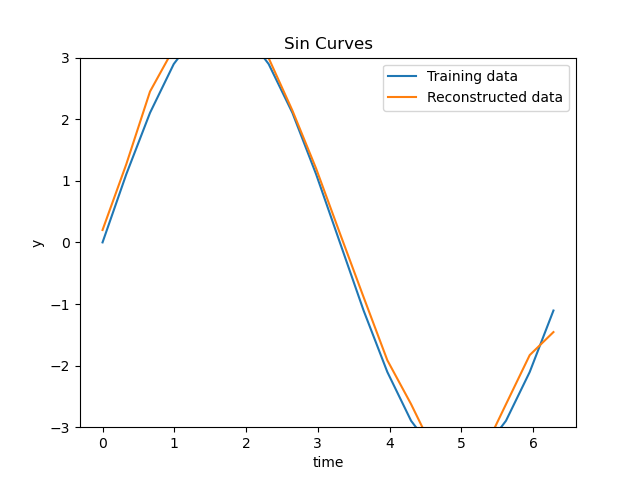 Sin Curves
Training data
Reconstructed data
3
2
1
0
−1
−2
−3
y
0 1 2 3 4 5 6
time